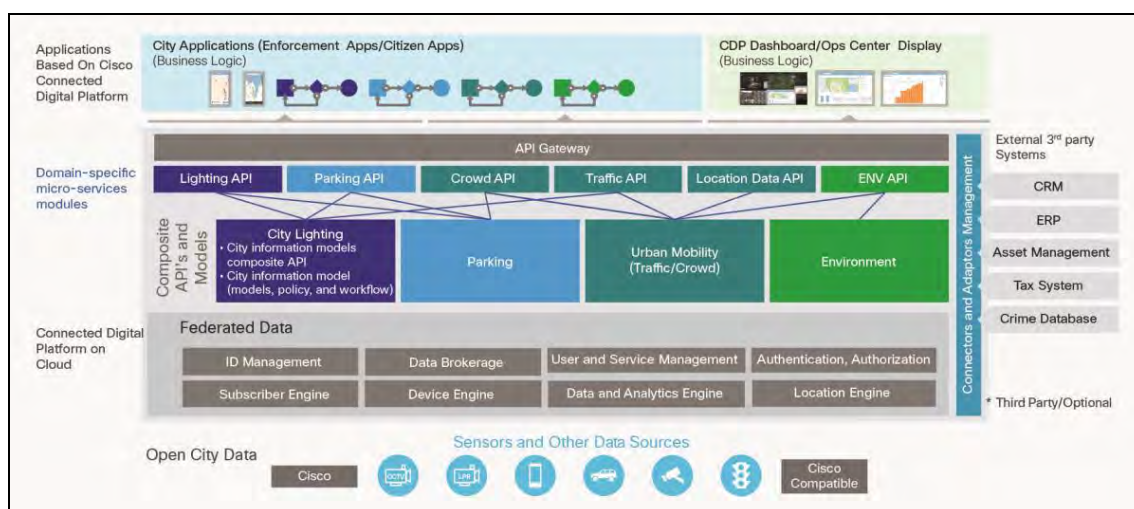 Applications
Based On Cisco
Connected
Digital Platform
City Applications (Enforcement Apps/Citizen Apps)
(Business Logic)
CDP Dashboard/Ops Center Display
(Business Logic)
API Gateway
Domain-specific
micro-services
modules
Lighting API
Parking API
Crowd API
Traffic API
Location Data API
ENV API
Composite
API's and
Models
City Lighting
• City information models
composite API
• City information model
(models, policy, and workflow)
Parking
Urban Mobility
(Traffic/Crowd)
Environment
Connectors and Adaptors Management
External 3rd party
Systems
CRM
ERP
Asset Management
Tax System
Crime Database
* Third Party/Optional
Connected Digital
Platform on
Cloud
Federated Data
ID Management
Data Brokerage
User and Service Management
Authentication, Authorization
Subscriber Engine
Device Engine
Data and Analytics Engine
Location Engine
Sensors and Other Data Sources
Open City Data
Cisco
CCTV
LPR
Cisco
Compatible